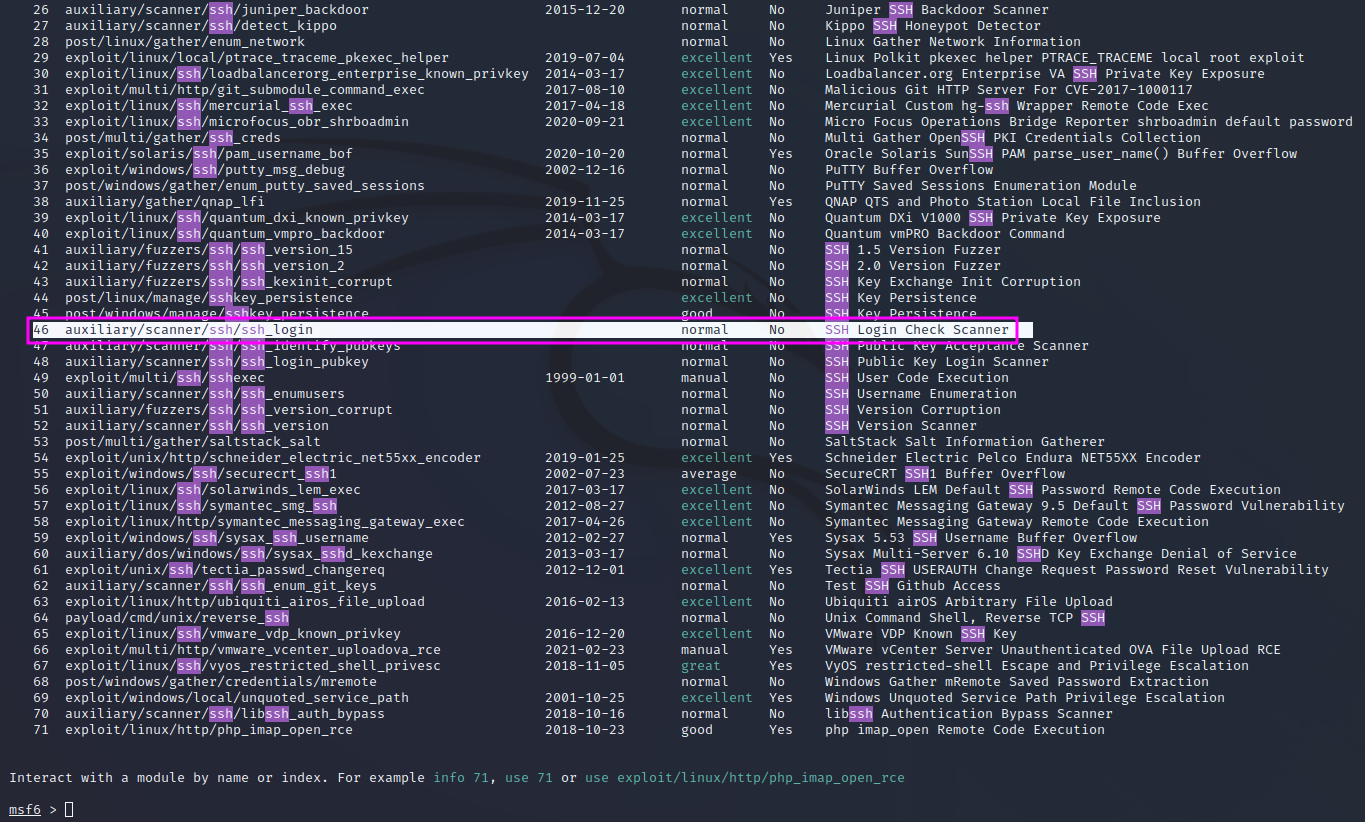 26 auxiliary/scanner/ssh/juniper_backdoor 2015-12-20 normal No Juniper SSH Backdoor Scanner
27 auxiliary/scanner/ssh/detect_kippo normal No Kippo SSH Honeypot Detector
28 post/linux/gather/enum_network normal No Linux Gather Network Information
29 exploit/linux/local/ptrace_traceme_pkexec_helper 2019-07-04 excellent Yes Linux Polkit pkexec helper PTRACE_TRACEME local root exploit
30 exploit/linux/ssh/loadbalancerorg_enterprise_known_privkey 2014-03-17 excellent No Loadbalancer.org Enterprise VA SSH Private Key Exposure
31 exploit/multi/http/git_submodule_command_exec 2017-08-10 excellent No Malicious Git HTTP Server For CVE-2017-1000117
32 exploit/linux/ssh/mercurial_ssh_exec 2017-04-18 excellent No Mercurial Custom hg-ssh Wrapper Remote Code Exec
33 exploit/linux/ssh/microfocus_obr_shrboadmin 2020-09-21 excellent No Micro Focus Operations Bridge Reporter shrboadmin default password
34 post/multi/gather/ssh_creds normal No Multi Gather OpenSSH PKI Credentials Collection
35 exploit/solaris/ssh/pam_username_bof 2020-10-20 normal Yes Oracle Solaris SunSSH PAM parse_user_name() Buffer Overflow
36 exploit/windows/ssh/putty_msg_debug 2002-12-16 normal No PuTTY Buffer Overflow
37 post/windows/gather/enum_putty_saved_sessions normal No PuTTY Saved Sessions Enumeration Module
38 auxiliary/gather/qnap_lfi 2019-11-25 normal Yes QNAP QTS and Photo Station Local File Inclusion
39 exploit/linux/ssh/quantum_dxi_known_privkey 2014-03-17 excellent No Quantum DXi V1000 SSH Private Key Exposure
40 exploit/linux/ssh/quantum_vmpro_backdoor 2014-03-17 excellent No Quantum vmPRO Backdoor Command
41 auxiliary/fuzzers/ssh/ssh_version_15 normal No SSH 1.5 Version Fuzzer
42 auxiliary/fuzzers/ssh/ssh_version_2 normal No SSH 2.0 Version Fuzzer
43 auxiliary/fuzzers/ssh/ssh_kexinit_corrupt normal No SSH Key Exchange Init Corruption
44 post/linux/manage/sshkey_persistence excellent No SSH Key Persistence
45 post/windows/manage/sshkey_persistence good No SSH Key Persistence
46 auxiliary/scanner/ssh/ssh_login normal No SSH Login Check Scanner
47 auxiliary/scanner/ssh/ssh_identify_pubkeys normal No SSH Public Key Acceptance Scanner
48 auxiliary/scanner/ssh/ssh_login_pubkey normal No SSH Public Key Login Scanner
49 exploit/multi/ssh/sshexec 1999-01-01 manual No SSH User Code Execution
50 auxiliary/scanner/ssh/ssh_enumusers normal No SSH Username Enumeration
51 auxiliary/fuzzers/ssh/ssh_version_corrupt normal No SSH Version Corruption
52 auxiliary/scanner/ssh/ssh_version normal No SSH Version Scanner
53 post/multi/gather/saltstack_salt normal No SaltStack Salt Information Gatherer
54 exploit/unix/http/schneider_electric_net55xx_encoder 2019-01-25 excellent Yes Schneider Electric Pelco Endura NET55XX Encoder
55 exploit/windows/ssh/securecrt_ssh1 2002-07-23 average No SecureCRT SSH1 Buffer Overflow
56 exploit/linux/ssh/solarwinds_lem_exec 2017-03-17 excellent No SolarWinds LEM Default SSH Password Remote Code Execution
57 exploit/linux/ssh/symantec_smg_ssh 2012-08-27 excellent No Symantec Messaging Gateway 9.5 Default SSH Password Vulnerability
58 exploit/linux/http/symantec_messaging_gateway_exec 2017-04-26 excellent No Symantec Messaging Gateway Remote Code Execution
59 exploit/windows/ssh/sysax_ssh_username 2012-02-27 normal Yes Sysax 5.53 SSH Username Buffer Overflow
60 auxiliary/dos/windows/ssh/sysax_sshd_kexchange 2013-03-17 normal No Sysax Multi-Server 6.10 SSHD Key Exchange Denial of Service
61 exploit/unix/ssh/tectia_passwd_changereq 2012-12-01 excellent Yes Tectia SSH USERAUTH Change Request Password Reset Vulnerability
62 auxiliary/scanner/ssh/ssh_enum_git_keys normal No Test SSH Github Access
63 exploit/linux/http/ubiquiti_airos_file_upload 2016-02-13 excellent No Ubiquiti airOS Arbitrary File Upload
64 payload/cmd/unix/reverse_ssh normal No Unix Command Shell, Reverse TCP SSH
65 exploit/linux/ssh/vmware_vdp_known_privkey 2016-12-20 excellent No VMware VDP Known SSH Key
66 exploit/multi/http/vmware_vcenter_uploadova_rce 2021-02-23 manual Yes VMware vCenter Server Unauthenticated OVA File Upload RCE
67 exploit/linux/ssh/vyos_restricted_shell_privesc 2018-11-05 great Yes VyOS restricted-shell Escape and Privilege Escalation
68 post/windows/gather/credentials/mremote normal No Windows Gather mRemote Saved Password Extraction
69 exploit/windows/local/unquoted_service_path 2001-10-25 excellent Yes Windows Unquoted Service Path Privilege Escalation
70 auxiliary/scanner/ssh/libssh_auth_bypass 2018-10-16 normal No libssh Authentication Bypass Scanner
71 exploit/linux/http/php_imap_open_rce 2018-10-23 good Yes php imap_open Remote Code Execution
Interact with a module by name or index. For example info 71, use 71 or use exploit/linux/http/php_imap_open_rce
msf6 >